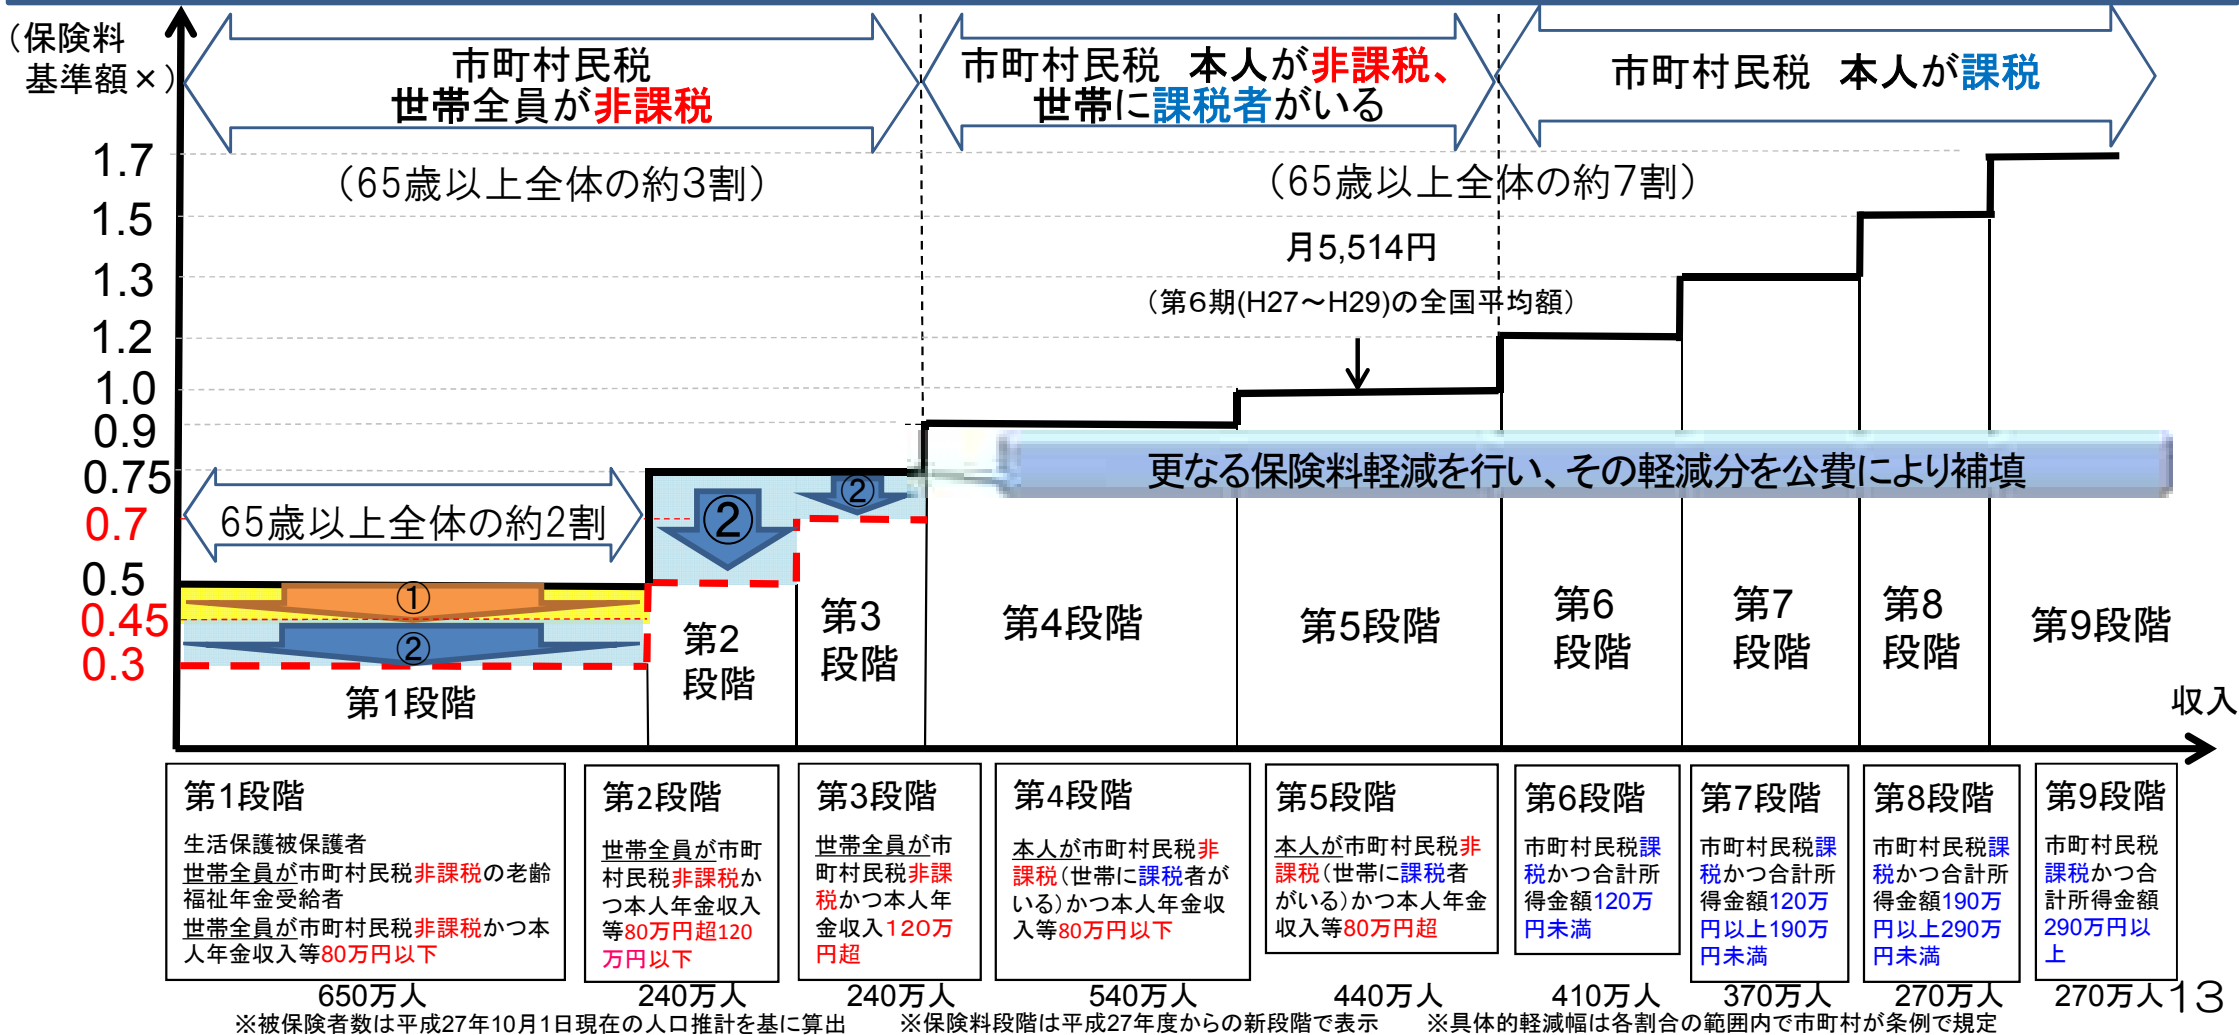 (保険料
基準額×)
市町村民税
世帯全員が非課税
市町村民税 本人が非課税、
世帯に課税者がいる
市町村民税 本人が課税
(65歳以上全体の約3割)
(65歳以上全体の約7割)
1.7
1.5
1.3
1.2
1.0
0.9
0.75
0.7
0.5
0.45
0.3
月5,514円
(第6期(H27~H29)の全国平均額)
更なる保険料軽減を行い、その軽減分を公費により補填
65歳以上全体の約2割
①
②
②
②
第1段階
第2
段階
第3
段階
第4段階
第5段階
第6
段階
第7
段階
第8
段階
第9段階
収入
第1段階
生活保護被保護者
世帯全員が市町村民税非課税の老齢
福祉年金受給者
世帯全員が市町村民税非課税かつ本
人年金収入等80万円以下
650万人
第2段階
世帯全員が市町
村民税非課税か
つ本人年金収入
等80万円超120
万円以下
240万人
第3段階
世帯全員が市
町村民税非課
税かつ本人年
金収入120万
円超
240万人
第4段階
本人が市町村民税非
課税(世帯に課税者が
いる)かつ本人年金収
入等80万円以下
540万人
第5段階
本人が市町村民税非
課税(世帯に課税者
がいる)かつ本人年金
収入等80万円超
440万人
第6段階
市町村民税課
税かつ合計所
得金額120万
円未満
410万人
第7段階
市町村民税課
税かつ合計所
得金額120万
円以上190万
円未満
370万人
第8段階
市町村民税課
税かつ合計所
得金額190万
円以上290万
円未満
270万人
第9段階
市町村民税
課税かつ合
計所得金額
290万円以
上
270万人
13
※被保険者数は平成27年10月1日現在の人口推計を基に算出 ※保険料段階は平成27年度からの新段階で表示 ※具体的軽減幅は各割合の範囲内で市町村が条例で規定